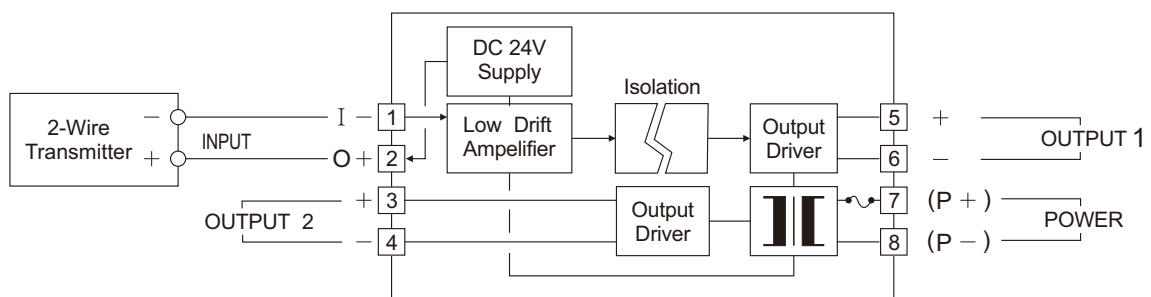 DC 24V
Supply
Isolation
2-Wire
Transmitter
−
+
INPUT
I −
O +
1
2
Low Drift
Ampelifier
Output
Driver
5
6
+
−
OUTPUT 1
OUTPUT 2
+
−
3
4
Output
Driver
7
8
(P +)
(P −)
POWER